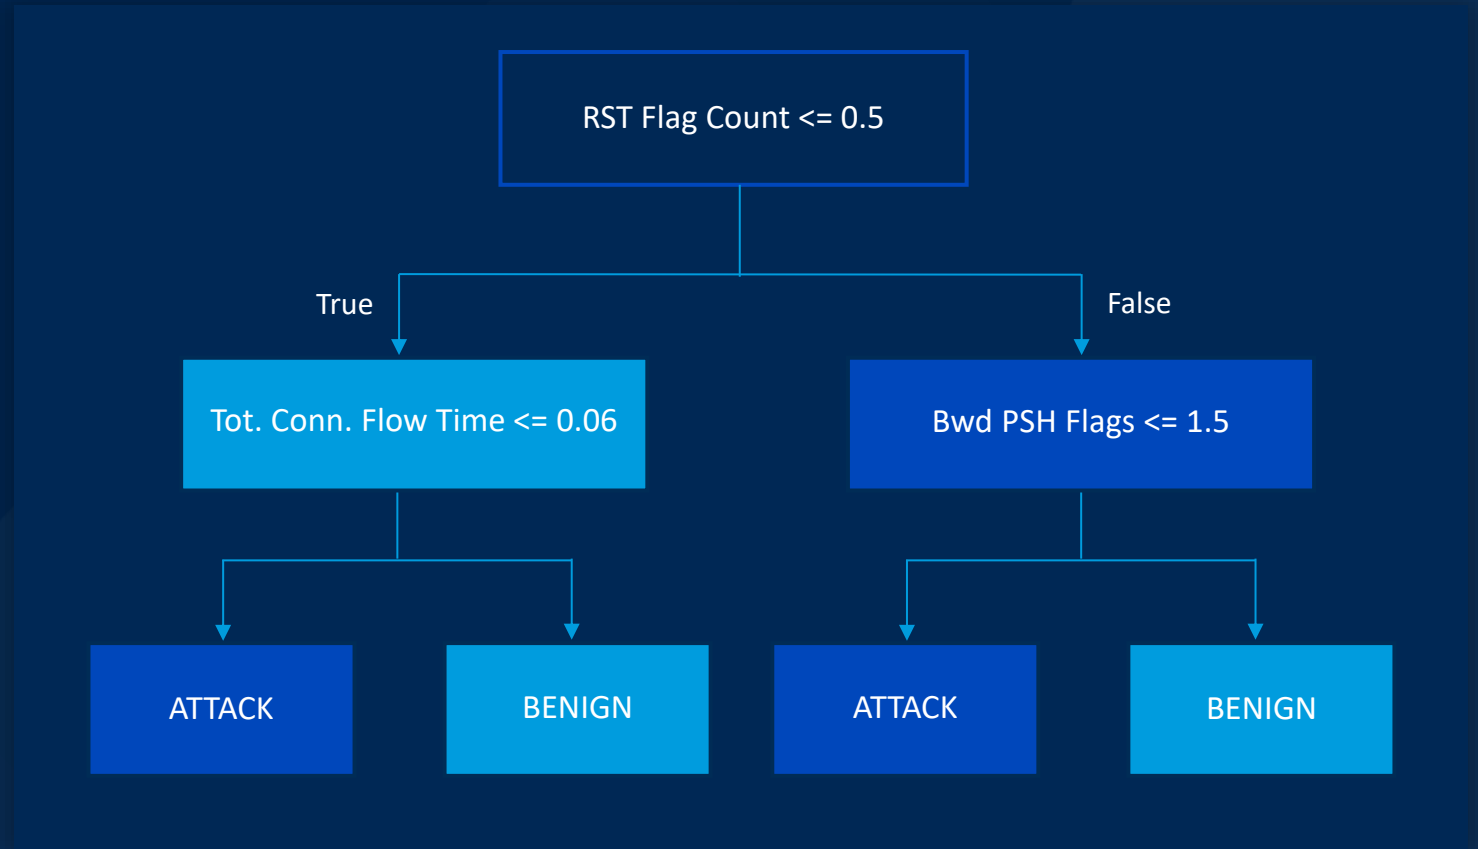 RST Flag Count <= 0.5
True
False
Tot. Conn. Flow Time <= 0.06
Bwd PSH Flags <= 1.5
ATTACK
BENIGN
ATTACK
BENIGN